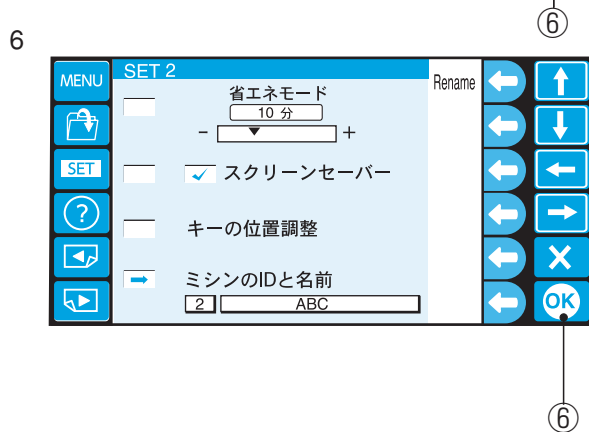 ⑥
6
MENU
SET 2
Rename
省エネモード
10 分
- +
SET
スクリーンセーバー
?
キーの位置調整
ミシンのIDと名前
2 ABC
OK
⑥